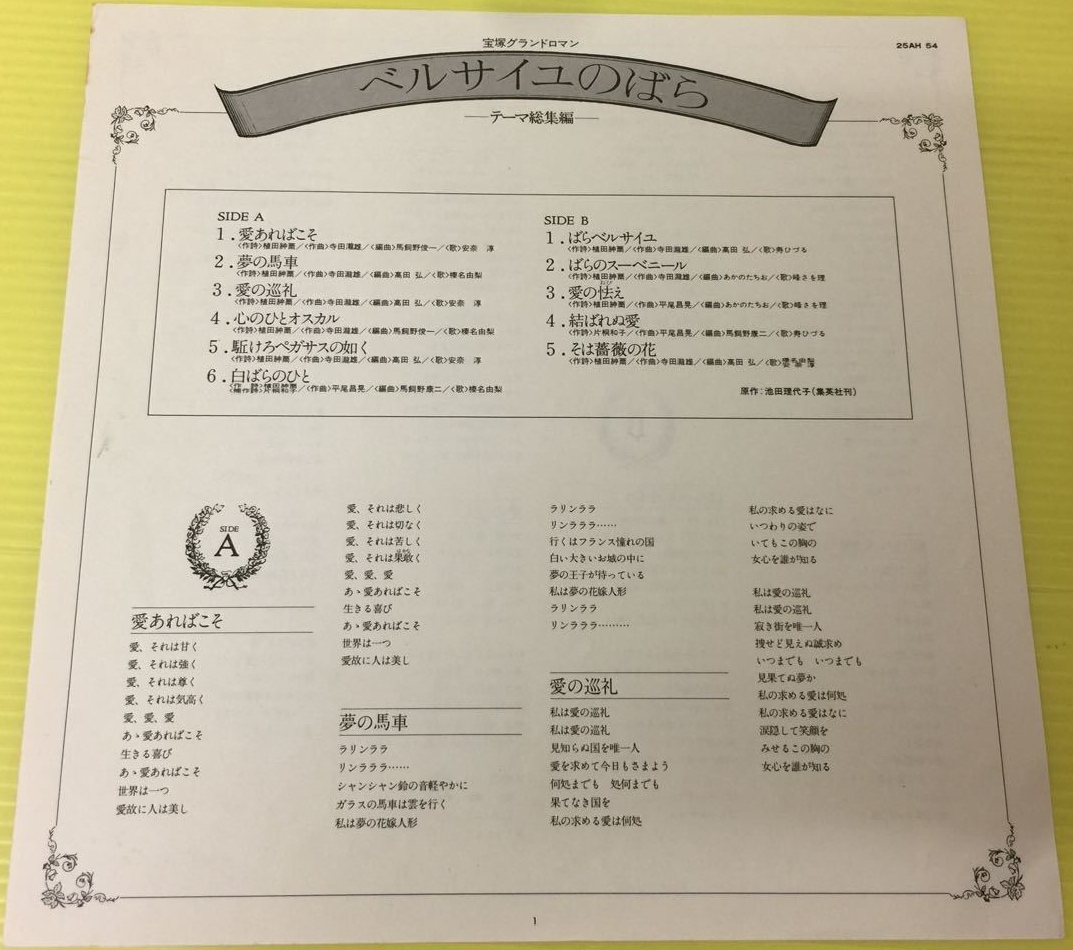 宝塚グランドロマン
25AH 54
ベルサイユのばら
―テーマ総集編―
SIDE A
1.愛あればこそ
〈作詩〉植田紳爾/〈作曲〉寺田瀧雄/〈編曲〉馬飼野俊一/〈歌〉安奈 淳
2.夢の馬車
〈作詩〉植田紳爾/〈作曲〉寺田瀧雄/〈編曲〉高田 弘/〈歌〉榛名由梨
3.愛の巡礼
〈作詩〉植田紳爾/〈作曲〉寺田瀧雄/〈編曲〉高田 弘/〈歌〉安奈 淳
4.心のひとオスカル
〈作詩〉植田紳爾/〈作曲〉寺田瀧雄/〈編曲〉馬飼野俊一/〈歌〉榛名由梨
5.駈けろペガサスの如く
〈作詩〉植田紳爾/〈作曲〉寺田瀧雄/〈編曲〉高田 弘/〈歌〉安奈 淳
6.白ばらのひと
〈作 詩〉植田紳爾
〈補作詩〉片桐和子/〈作曲〉平尾昌晃/〈編曲〉馬飼野康二/〈歌〉榛名由梨
SIDE B
1.ばらベルサイユ
〈作詩〉植田紳爾/〈作曲〉寺田瀧雄/〈編曲〉高田 弘/〈歌〉寿ひづる
2.ばらのスーベニール
〈作詩〉植田紳爾/〈作曲〉寺田瀧雄/〈編曲〉あかのたちお/〈歌〉峰さを理
3.愛の怯え
〈作詩〉植田紳爾/〈作曲〉平尾昌晃/〈編曲〉あかのたちお/〈歌〉峰さを理
4.結ばれぬ愛
〈作詩〉片桐和子/〈作曲〉平尾昌晃/〈編曲〉馬飼野康二/〈歌〉寿ひづる
5.そは薔薇の花
〈作詩〉植田紳爾/〈作曲〉寺田瀧雄/〈編曲〉高田 弘/〈歌〉榛名由梨
安奈 淳
原作:池田理代子(集英社刊)
SIDE
A
愛あればこそ
愛、それは甘く
愛、それは強く
愛、それは尊く
愛、それは気高く
愛、愛、愛
あゝ愛あればこそ
生きる喜び
あゝ愛あればこそ
世界は一つ
愛故に人は美し
愛、それは悲しく
愛、それは切なく
愛、それは苦しく
愛、それは果敢く
愛、愛、愛
あゝ愛あればこそ
生きる喜び
あゝ愛あればこそ
世界は一つ
愛故に人は美し
夢の馬車
ラリンララ
リンラララ……
シャンシャン鈴の音軽やかに
ガラスの馬車は雲を行く
私は夢の花嫁人形
ラリンララ
リンラララ……
行くはフランス憧れの国
白い大きいお城の中に
夢の王子が待っている
私は夢の花嫁人形
ラリンララ
リンラララ………
愛の巡礼
私は愛の巡礼
私は愛の巡礼
見知らぬ国を唯一人
愛を求めて今日もさまよう
何処までも 処何までも
果てなき国を
私の求める愛は何処
私の求める愛はなに
いつわりの姿で
いてもこの胸の
女心を誰が知る
私は愛の巡礼
私は愛の巡礼
寂き街を唯一人
捜せど見えぬ誠求め
いつまでも いつまでも
見果てぬ夢か
私の求める愛は何処
私の求める愛はなに
涙隠して笑顔を
みせるこの胸の
女心を誰が知る
1